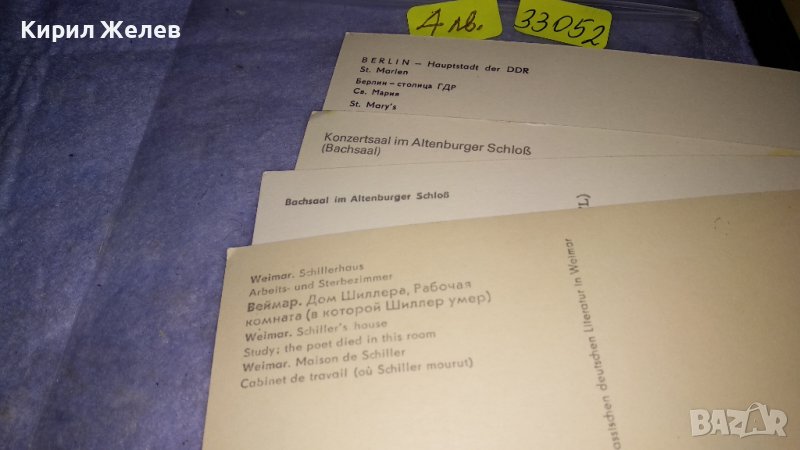 Кирил Желев
4 лв.
33052
BERLIN – Hauptstadt der DDR
St. Marien
Берлин – столица ГДР
Св. Мария
St. Mary's
Konzertsaal im Altenburger Schloß
(Bachsaal)
Bachsaal im Altenburger Schloß
Weimar. Schillerhaus
Arbeits- und Sterbezimmer
Веймар. Дом Шиллера, Рабочая
комната (в которой Шиллер умер)
Weimar. Schiller's house
Study; the poet died in this room
Weimar. Maison de Schiller
Cabinet de travail (où Schiller mourut)
assischen deutschen Literatur in Weimar
BAZAR